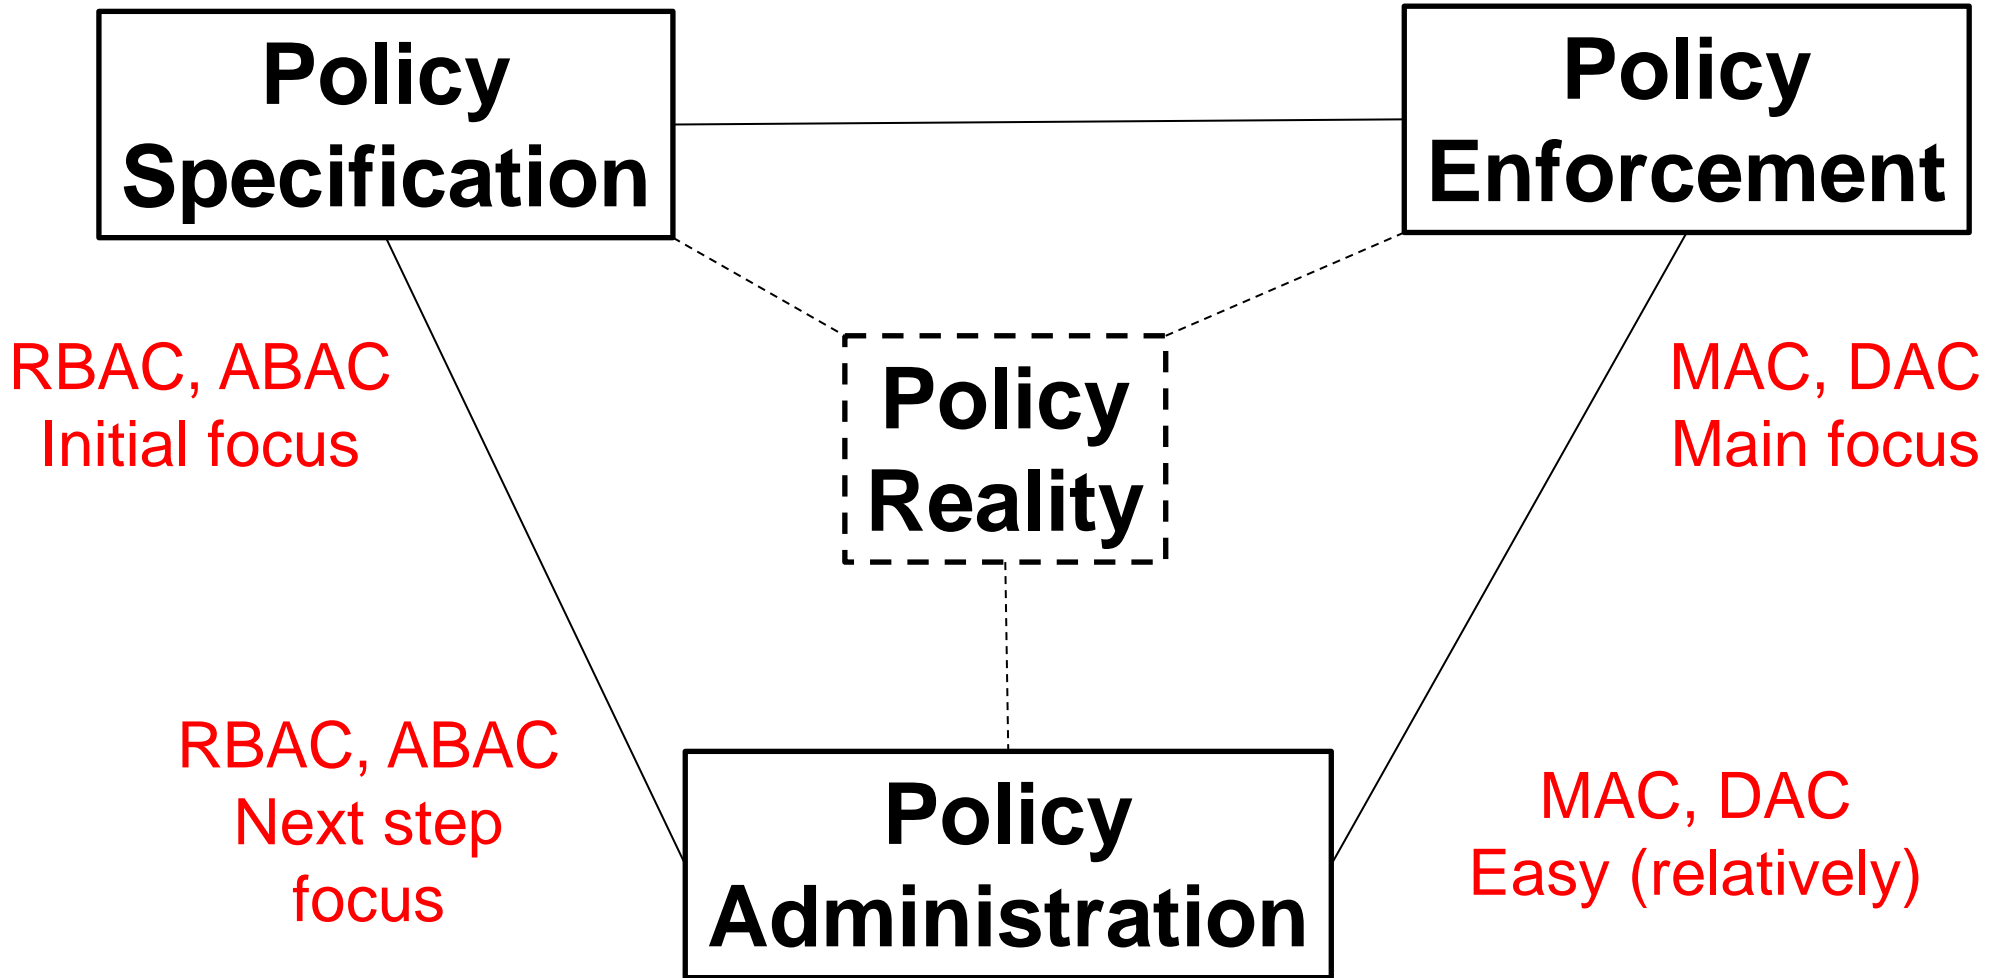 Policy
Specification
Policy
Enforcement
RBAC, ABAC
Initial focus
Policy
Reality
MAC, DAC
Main focus
RBAC, ABAC
Next step
focus
Policy
Administration
MAC, DAC
Easy (relatively)